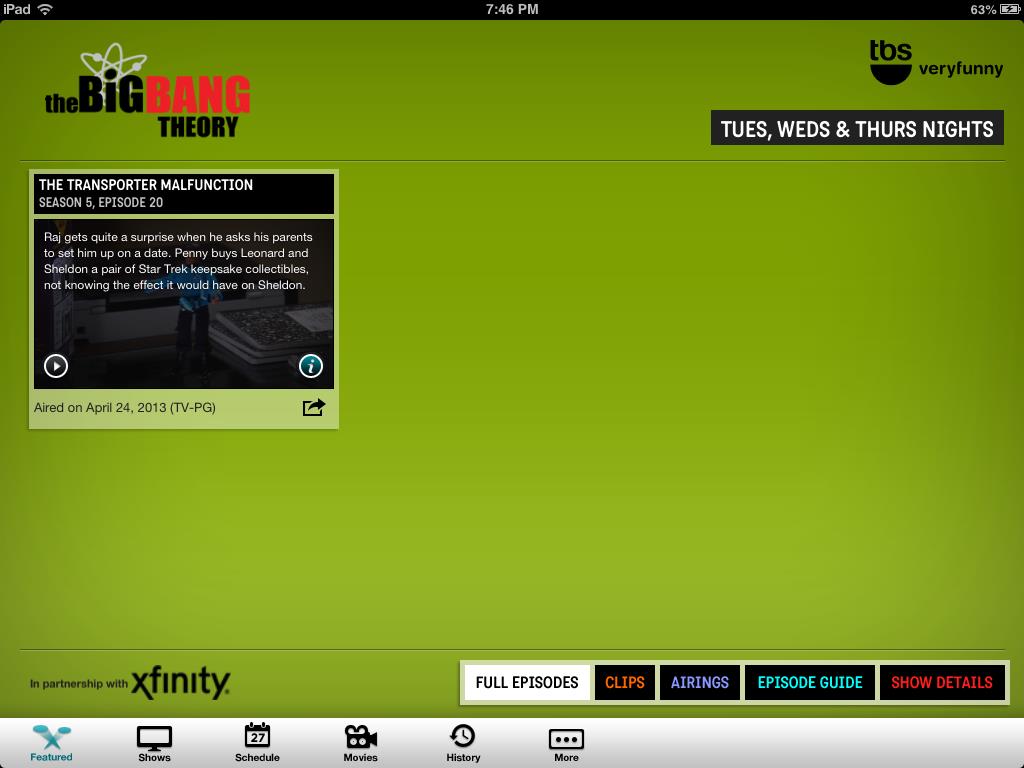 iPad
7:46 PM
63%
the BiG BANG
THEORY
tbs
veryfunny
TUES, WEDS & THURS NIGHTS
THE TRANSPORTER MALFUNCTION
SEASON 5, EPISODE 20
Raj gets quite a surprise when he asks his parents
to set him up on a date. Penny buys Leonard and
Sheldon a pair of Star Trek keepsake collectibles,
not knowing the effect it would have on Sheldon.
i
Aired on April 24, 2013 (TV-PG)
In partnership with xfinity®
FULL EPISODES
CLIPS
AIRINGS
EPISODE GUIDE
SHOW DETAILS
27
Featured
Shows
Schedule
Movies
History
More